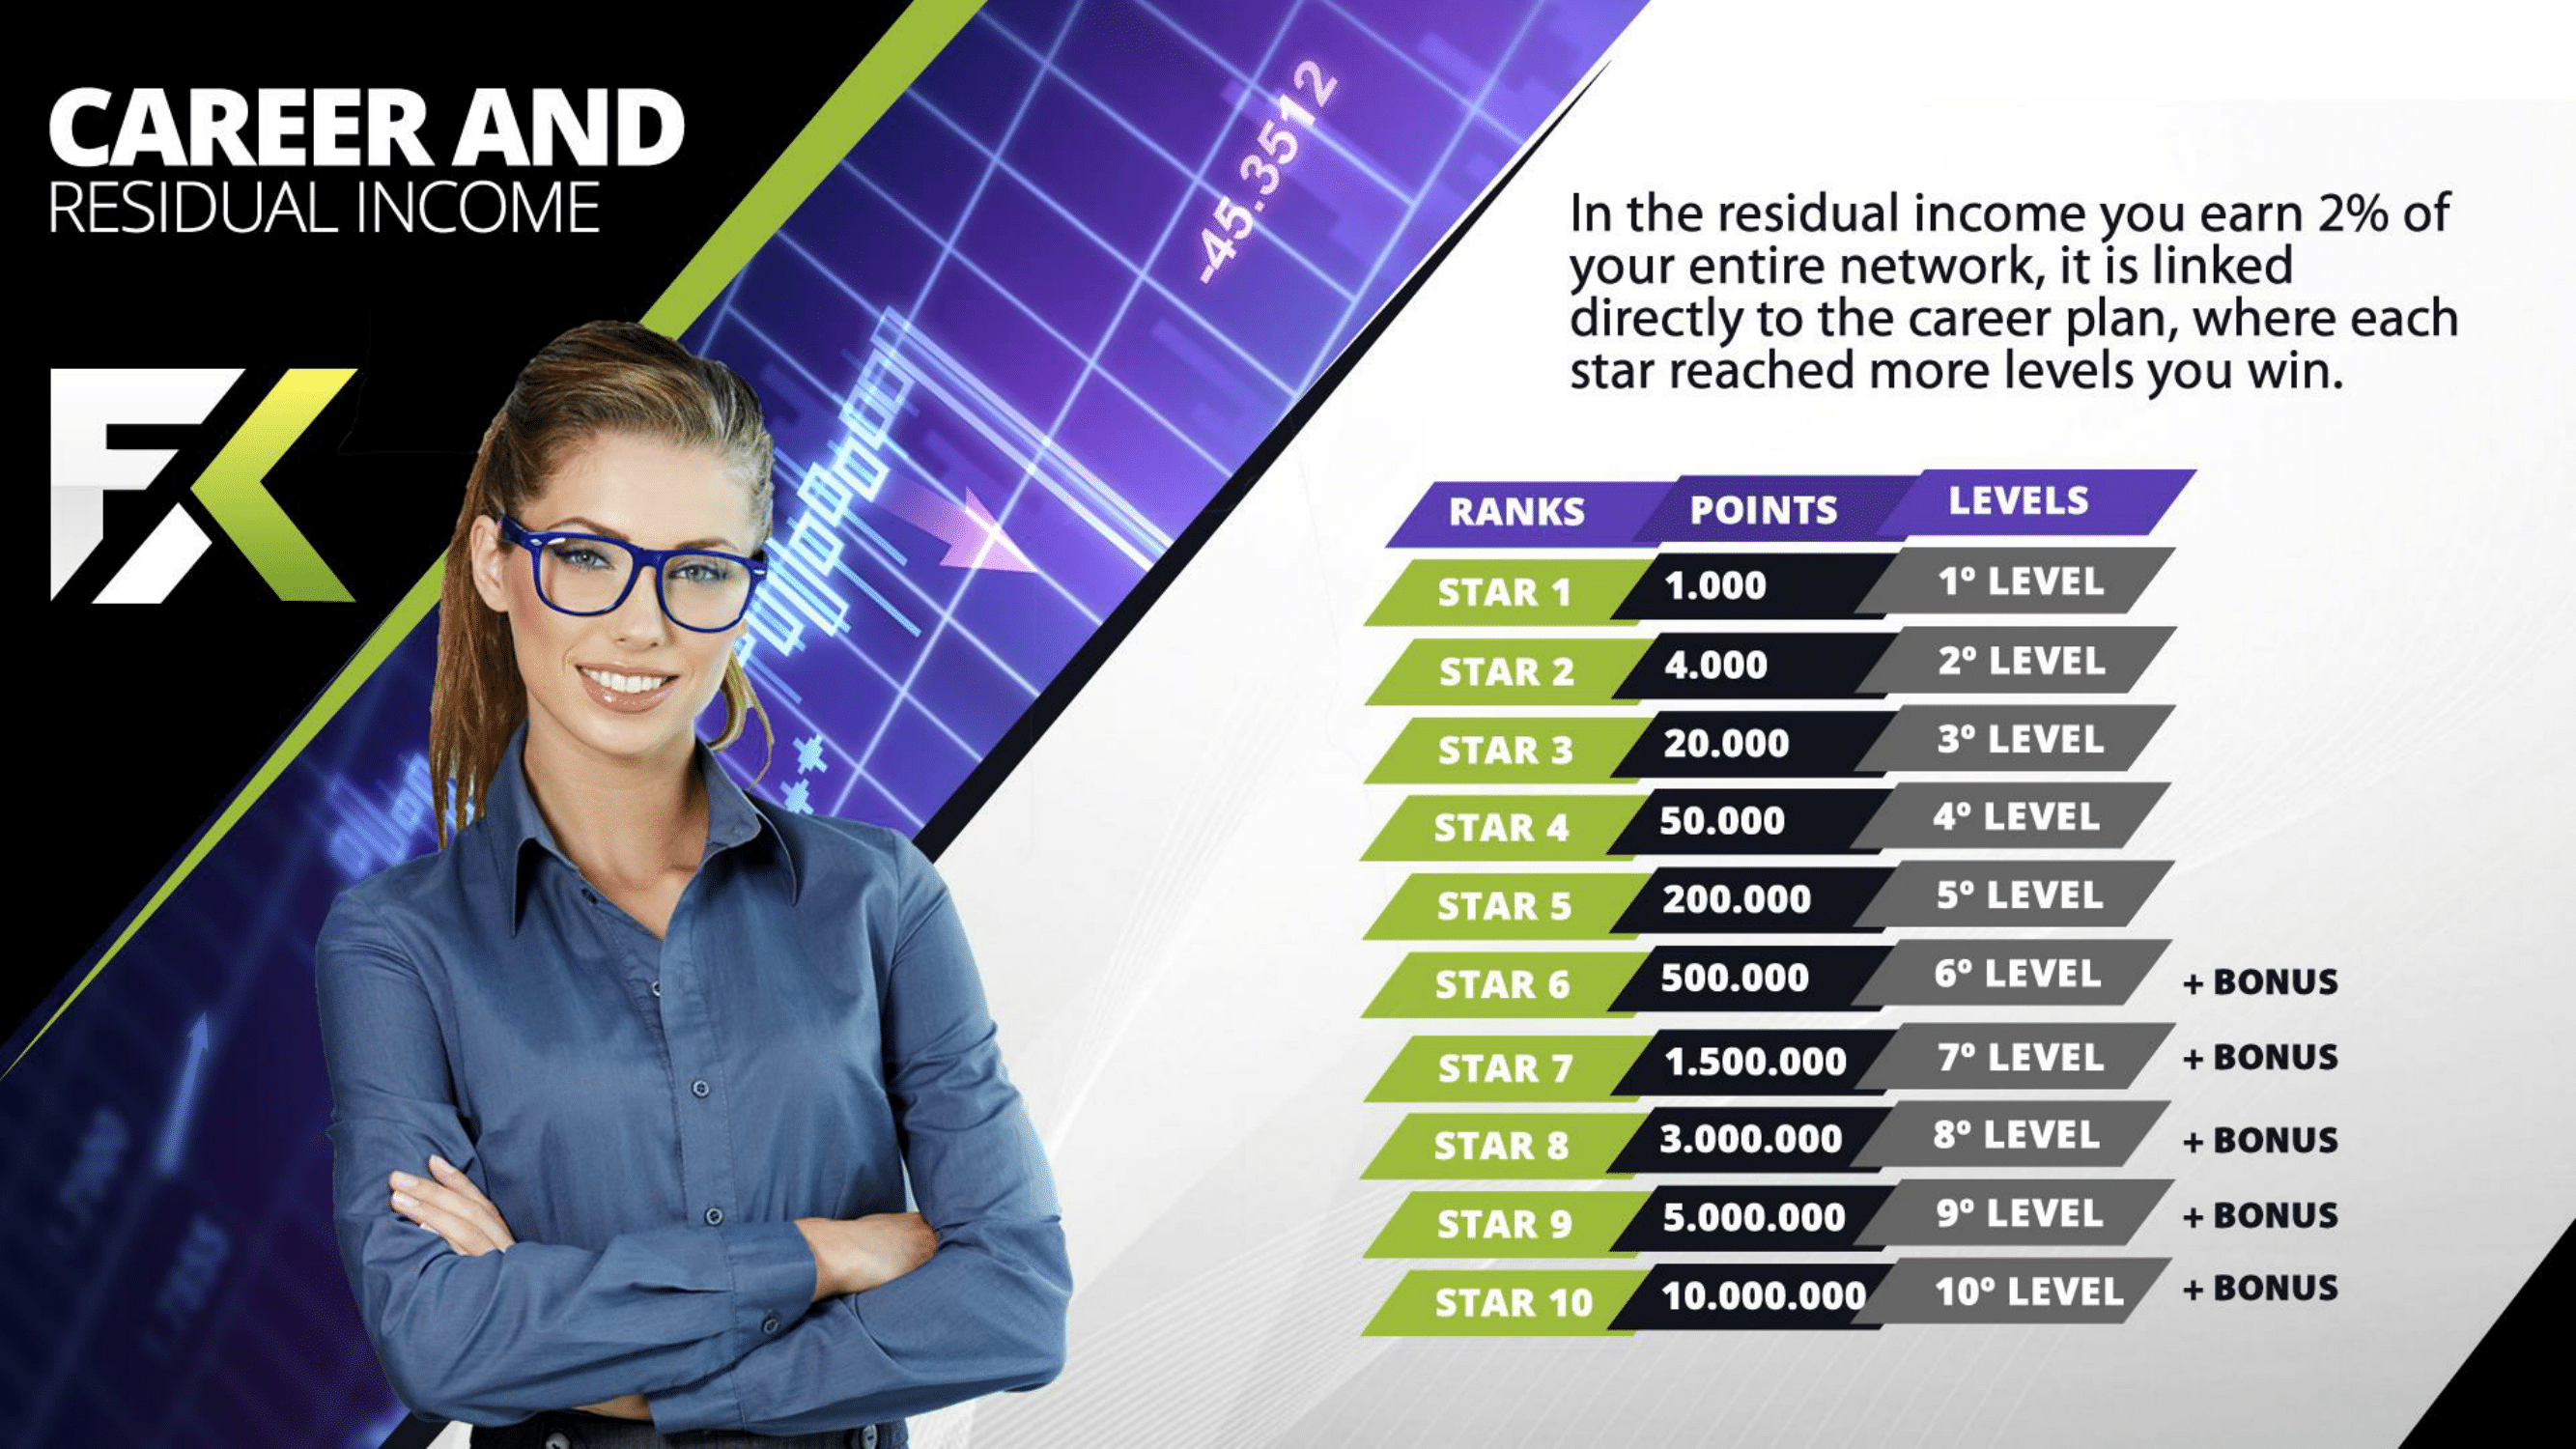 CAREER AND
RESIDUAL INCOME
FX
-45.3512
In the residual income you earn 2% of
your entire network, it is linked
directly to the career plan, where each
star reached more levels you win.
RANKS POINTS LEVELS
STAR 1 1.000 1º LEVEL
STAR 2 4.000 2º LEVEL
STAR 3 20.000 3º LEVEL
STAR 4 50.000 4º LEVEL
STAR 5 200.000 5º LEVEL
STAR 6 500.000 6º LEVEL + BONUS
STAR 7 1.500.000 7º LEVEL + BONUS
STAR 8 3.000.000 8º LEVEL + BONUS
STAR 9 5.000.000 9º LEVEL + BONUS
STAR 10 10.000.000 10º LEVEL + BONUS